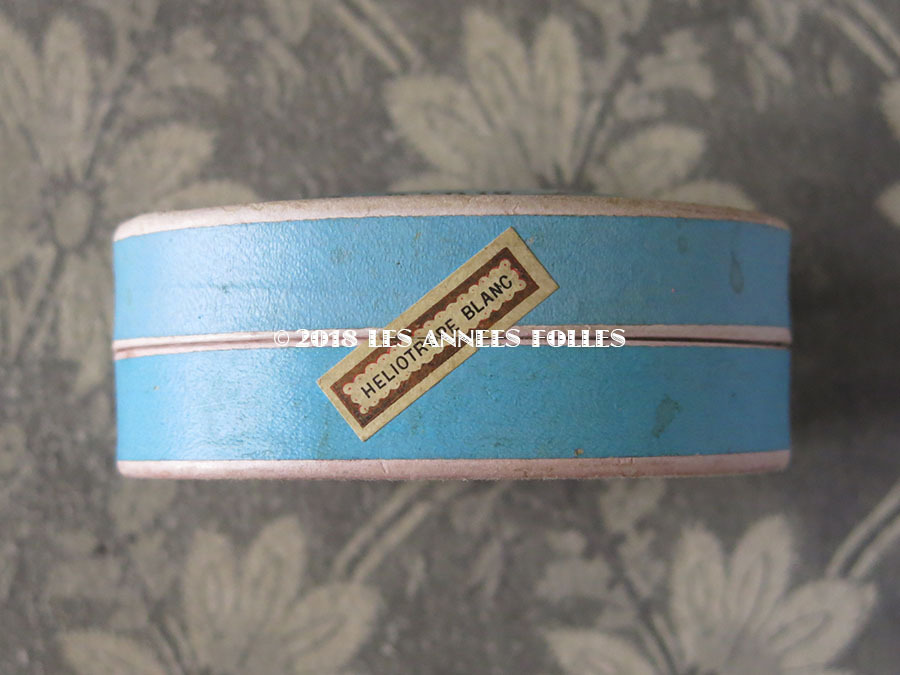 HELIOTROPE BLANC
© 2018 LES ANNEES FOLLES